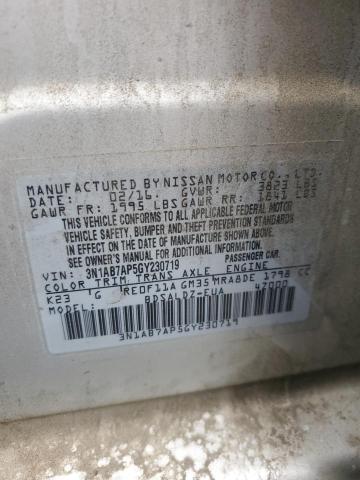 MANUFACTURED BY NISSAN MOTOR CO., LTD.
DATE: 02/16 GVWR: 3823 LBS
GAWR FR: 1995 LBS GAWR RR: 1841 LBS
THIS VEHICLE CONFORMS TO ALL APPLICABLE FEDERAL MOTOR
VEHICLE SAFETY, BUMPER, AND THEFT PREVENTION STANDARDS
IN EFFECT ON THE DATE OF MANUFACTURE SHOWN ABOVE.
SEE OWNER'S MANUAL FOR ADDITIONAL INFORMATION.
VIN: 3N1AB7AP5GY230719 PASSENGER CAR
COLOR TRIM TRANS AXLE ENGINE
K23 G RE0F11A GM35 MRA8DE 1798 CC
MODEL: BDSALDZ-EUA 47000
3N1AB7AP5GY230719